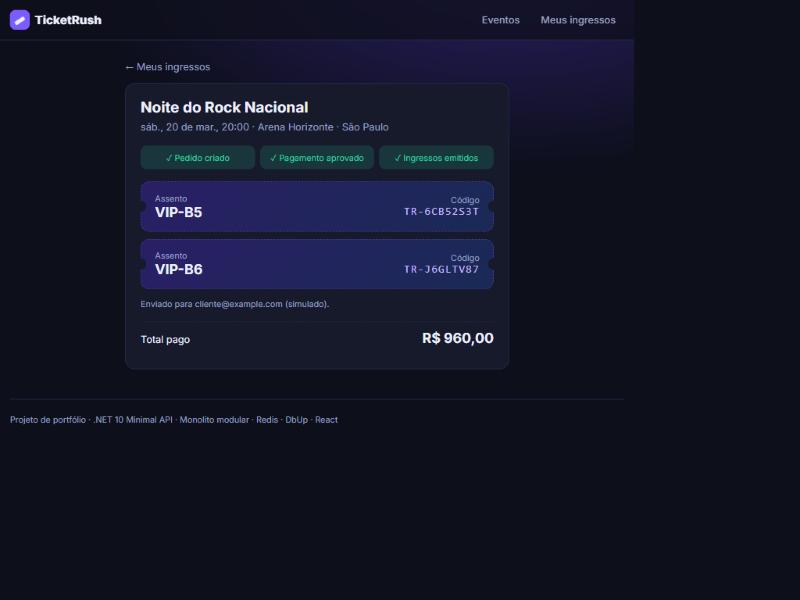 TicketRush
Eventos
Meus ingressos
← Meus ingressos
Noite do Rock Nacional
sáb., 20 de mar., 20:00 · Arena Horizonte · São Paulo
✓ Pedido criado
✓ Pagamento aprovado
✓ Ingressos emitidos
Assento
Código
VIP-B5
TR-6CB52S3T
Assento
Código
VIP-B6
TR-J6GLTV87
Enviado para cliente@example.com (simulado).
Total pago
R$ 960,00
Projeto de portfólio · .NET 10 Minimal API · Monolito modular · Redis · DbUp · React